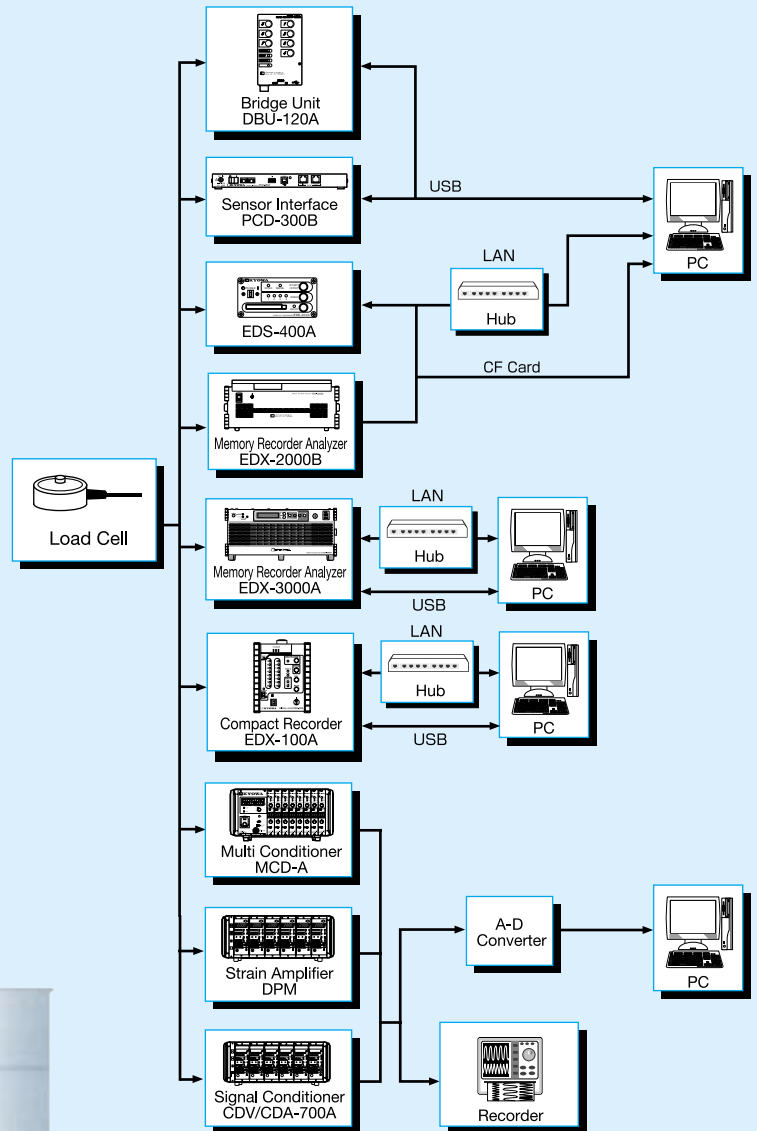 Bridge Unit
DBU-120A
USB
Sensor Interface
PCD-300B
PC
LAN
Hub
EDS-400A
CF Card
Memory Recorder Analyzer
EDX-2000B
Load Cell
LAN
Hub
Memory Recorder Analyzer
EDX-3000A
PC
USB
LAN
Hub
Compact Recorder
EDX-100A
PC
USB
KYOWA
Multi Conditioner
MCD-A
A-D
Converter
PC
Strain Amplifier
DPM
Signal Conditioner
CDV/CDA-700A
Recorder